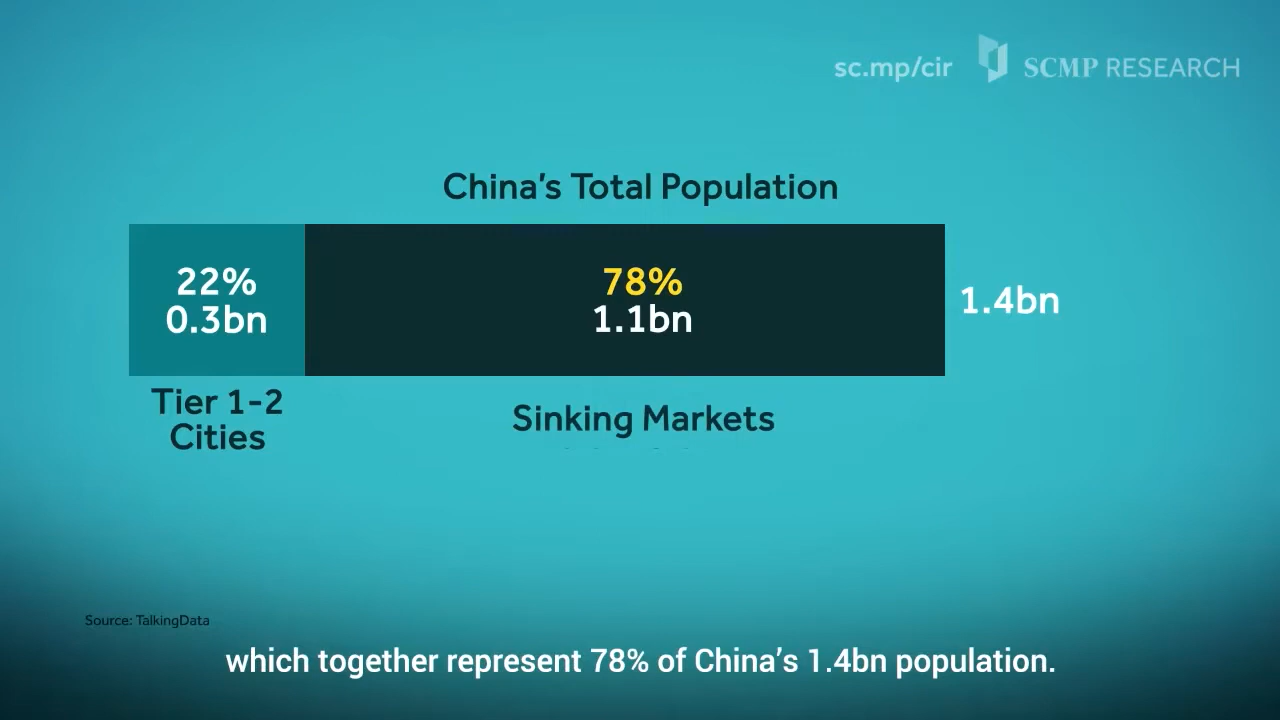 sc.mp/cir SCMP RESEARCH
China's Total Population
22%
0.3bn
78%
1.1bn
1.4bn
Tier 1-2
Cities
Sinking Markets
Source: TalkingData
which together represent 78% of China's 1.4bn population.